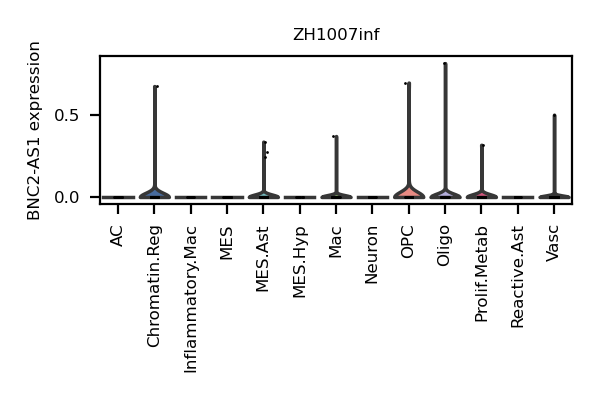 ZH1007inf
BNC2-AS1 expression
0.5
0.0
AC
Chromatin.Reg
Inflammatory.Mac
MES
MES.Ast
MES.Hyp
Mac
Neuron
OPC
Oligo
Prolif.Metab
Reactive.Ast
Vasc